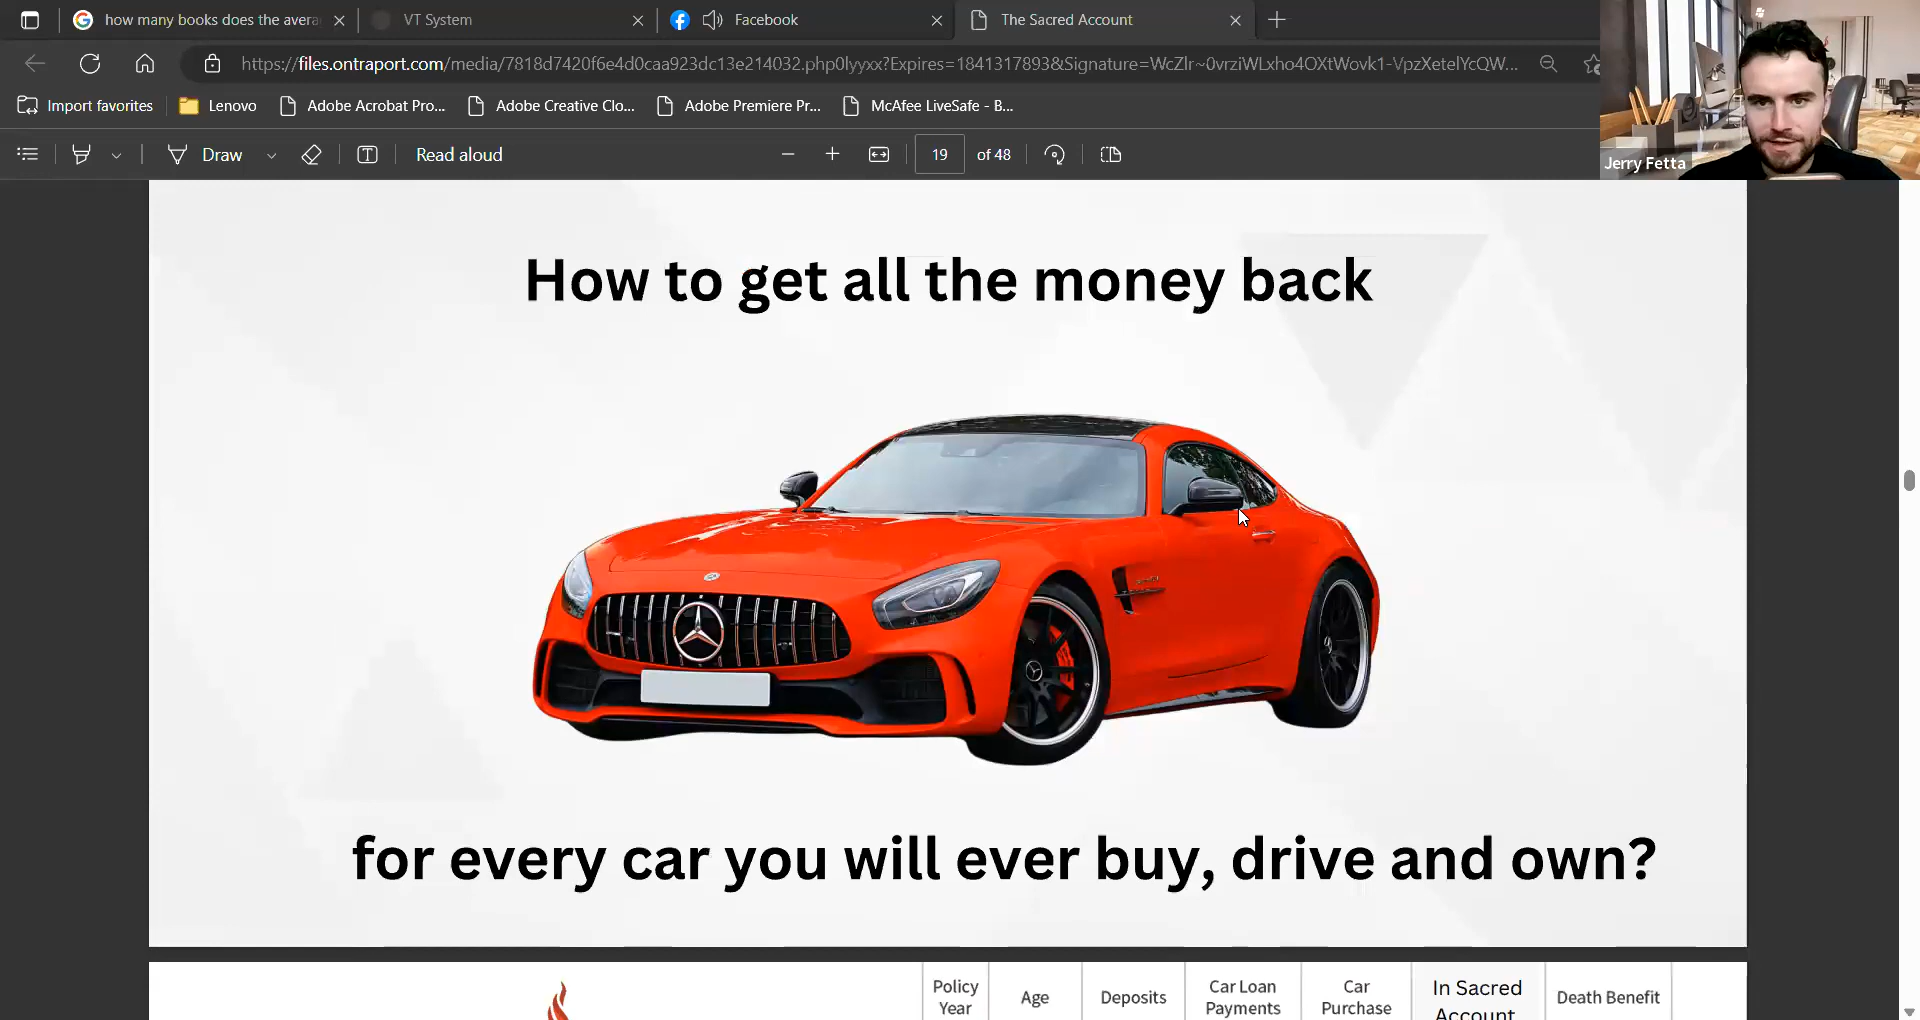 how many books does the avera
VT System
Facebook
The Sacred Account
https://files.ontraport.com/media/7818d7420f6e4d0caa923dc13e214032.php0lyyxx?Expires=1841317893&Signature=WcZlr~0vrziWLxho4OXtWovk1-VpzXetelYcQW...
Import favorites
Lenovo
Adobe Acrobat Pro...
Adobe Creative Clo...
Adobe Premiere Pr...
McAfee LiveSafe - B...
Draw
Read aloud
19
of 48
Jerry Fetta
How to get all the money back
for every car you will ever buy, drive and own?
Policy Year
Age
Deposits
Car Loan Payments
Car Purchase
In Sacred Account
Death Benefit